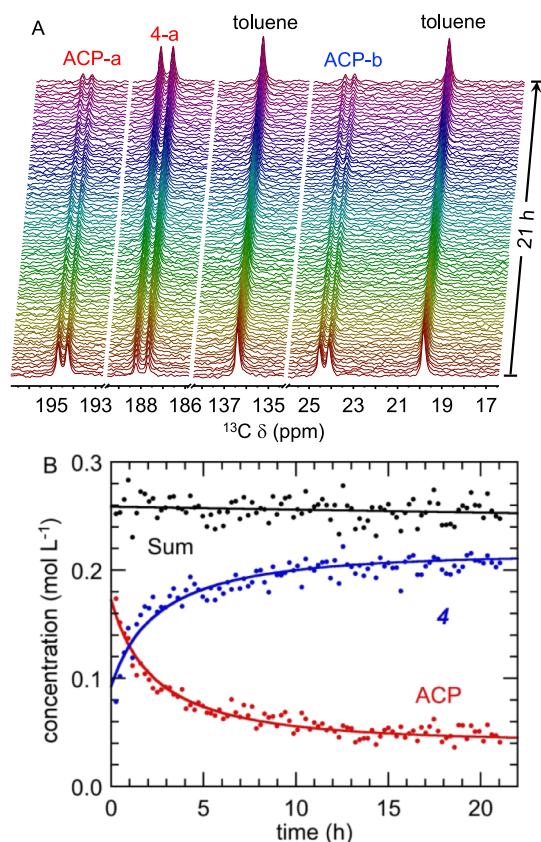 A
ACP-a
4-a
toluene
ACP-b
toluene
21 h
195 193 188 186 137 135 25 23 21 19 17
¹³C δ (ppm)
B
0.3
0.2
0.1
0.0
concentration (mol L⁻¹)
Sum
4
ACP
0 5 10 15 20
time (h)